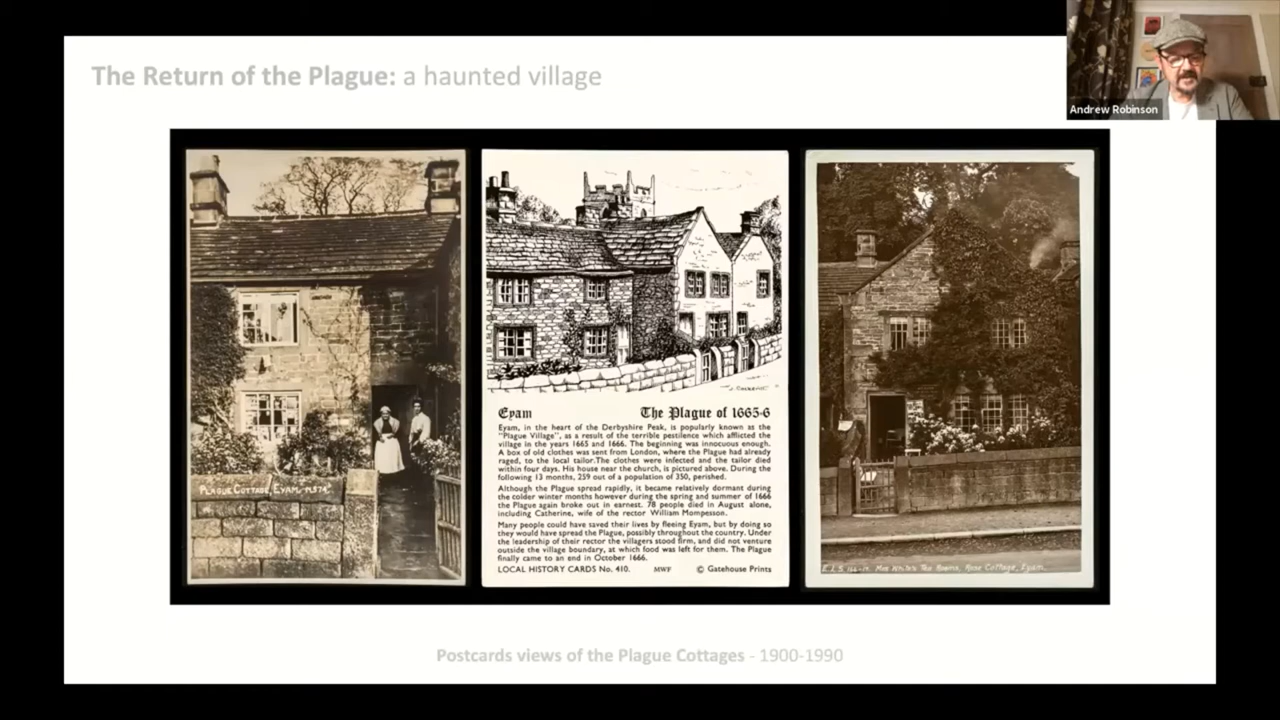 The Return of the Plague: a haunted village
Andrew Robinson
PLAGUE COTTAGE, EYAM.
Eyam The Plague of 1665-6
Eyam, in the heart of the Derbyshire Peak, is popularly known as the
"Plague Village", as a result of the terrible pestilence which afflicted the
village in the years 1665 and 1666. The beginning was innocuous enough.
A box of old clothes was sent from London, where the Plague had already
raged, to the local tailor.The clothes were infected and the tailor died
within four days. His house near the church, is pictured above. During the
following 13 months, 259 out of a population of 350, perished.
Although the Plague spread rapidly, it became relatively dormant during
the colder winter months however during the spring and summer of 1666
the Plague again broke out in earnest. 78 people died in August alone,
including Catherine, wife of the rector William Mompesson.
Many people could have saved their lives by fleeing Eyam, but by doing so
they would have spread the Plague, possibly throughout the country. Under
the leadership of their rector the villagers stood firm, and did not venture
outside the village boundary, at which food was left for them. The Plague
finally came to an end in October 1666.
LOCAL HISTORY CARDS No. 410. MWF © Gatehouse Prints
Tea Rooms, Rose Cottage, Eyam.
Postcards views of the Plague Cottages - 1900-1990